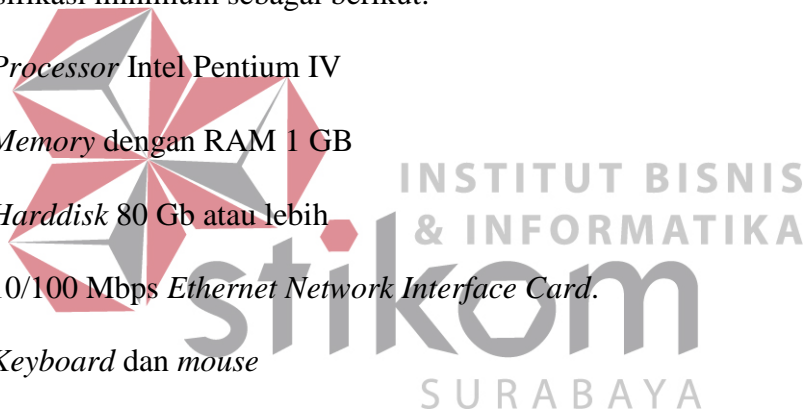 minimum sebagai berikut:
Processor Intel Pentium IV
Memory dengan RAM 1 GB
Harddisk 80 Gb atau lebih
10/100 Mbps Ethernet Network Interface Card.
Keyboard dan mouse
INSTITUT BISNIS
& INFORMATIKA
stikom
SURABAYA